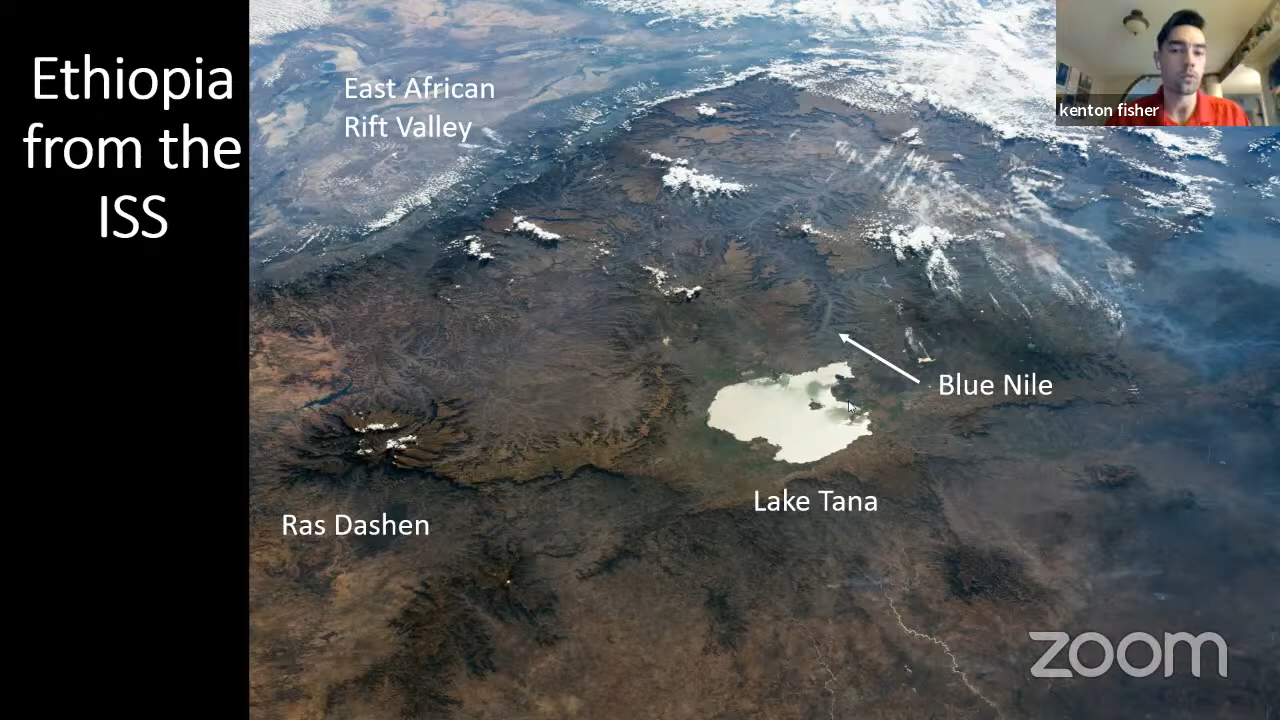 Ethiopia
from the
ISS
East African
Rift Valley
kenton fisher
Blue Nile
Lake Tana
Ras Dashen
zoom